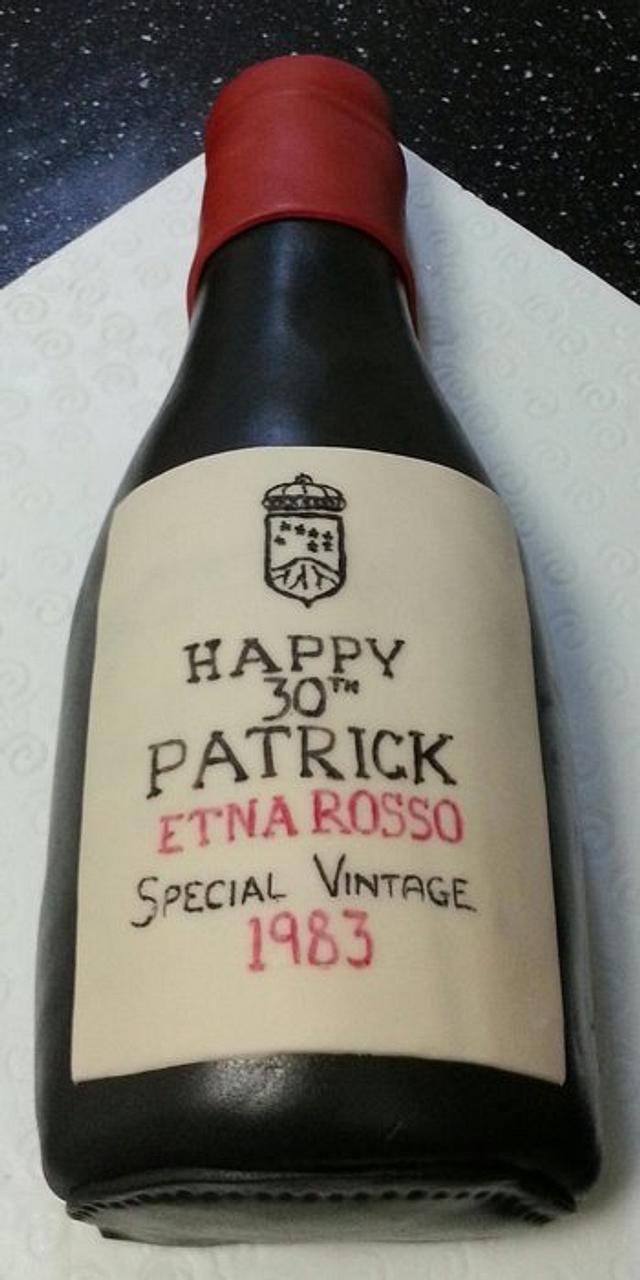 HAPPY
30TH
PATRICK
ETNA ROSSO
SPECIAL VINTAGE
1983